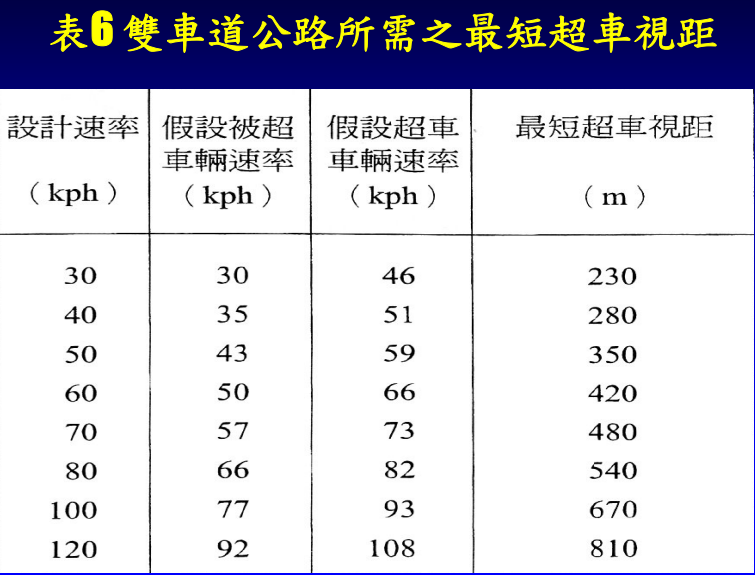 表6 雙車道公路所需之最短超車視距
設計速率 假設被超 假設超車 最短超車視距
車輛速率 車輛速率
（kph） （kph） （kph） （m）
30 30 46 230
40 35 51 280
50 43 59 350
60 50 66 420
70 57 73 480
80 66 82 540
100 77 93 670
120 92 108 810